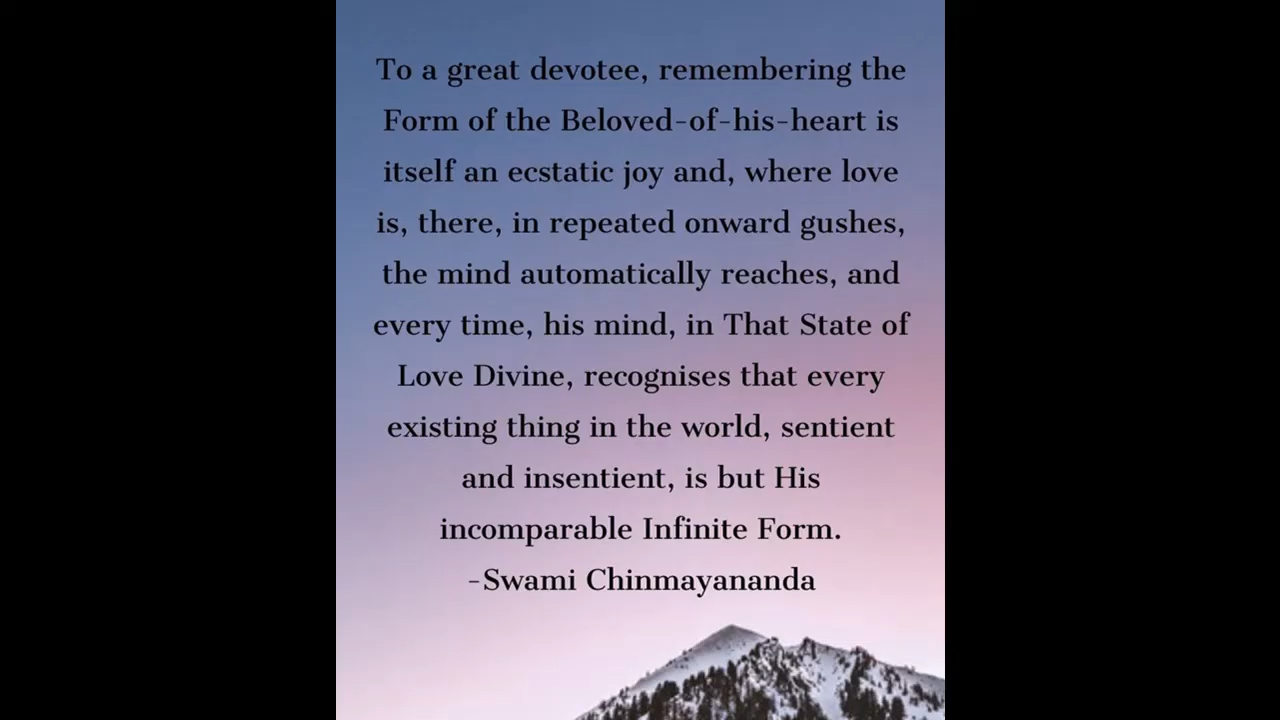 To a great devotee, remembering the
Form of the Beloved-of-his-heart is
itself an ecstatic joy and, where love
is, there, in repeated onward gushes,
the mind automatically reaches, and
every time, his mind, in That State of
Love Divine, recognises that every
existing thing in the world, sentient
and insentient, is but His
incomparable Infinite Form.
-Swami Chinmayananda